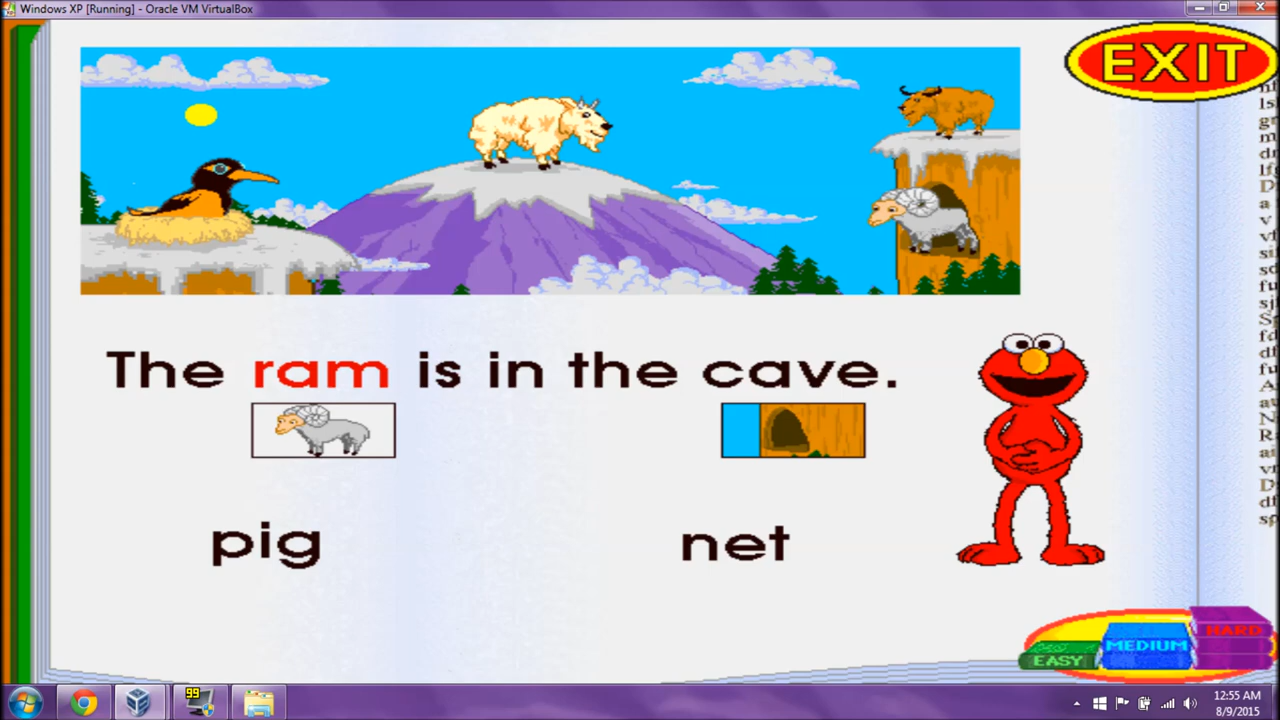 Windows XP [Running] - Oracle VM VirtualBox
EXIT
The ram is in the cave.
pig
net
EASY
MEDIUM
HARD
99
12:55 AM
8/9/2015